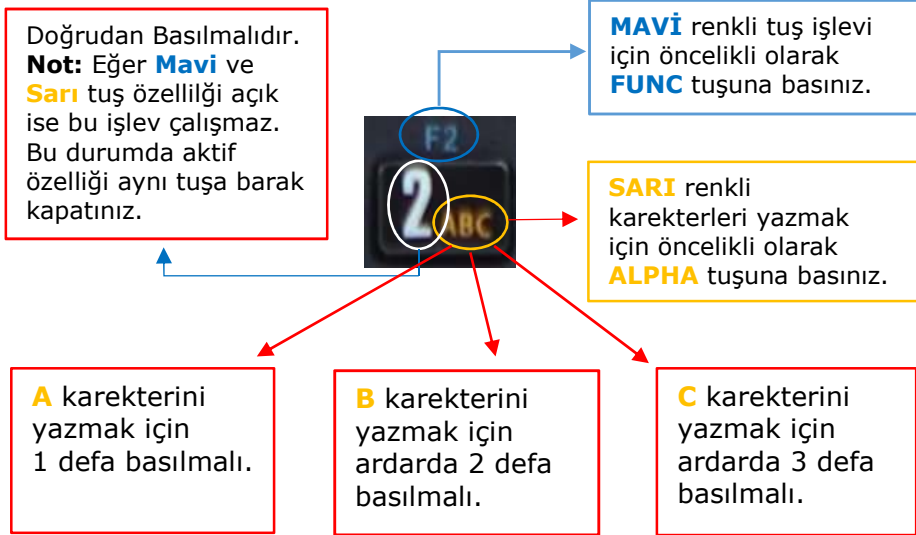 Doğrudan Basılmalıdır.
Not: Eğer Mavi ve
Sarı tuş özellilği açık
ise bu işlev çalışmaz.
Bu durumda aktif
özelliği aynı tuşa barak
kapatınız.
MAVİ renkli tuş işlevi
için öncelikli olarak
FUNC tuşuna basınız.
F2
2 ABC
SARI renkli
karekterleri yazmak
için öncelikli olarak
ALPHA tuşuna basınız.
A karekterini
yazmak için
1 defa basılmalı.
B karekterini
yazmak için
ardarda 2 defa
basılmalı.
C karekterini
yazmak için
ardarda 3 defa
basılmalı.